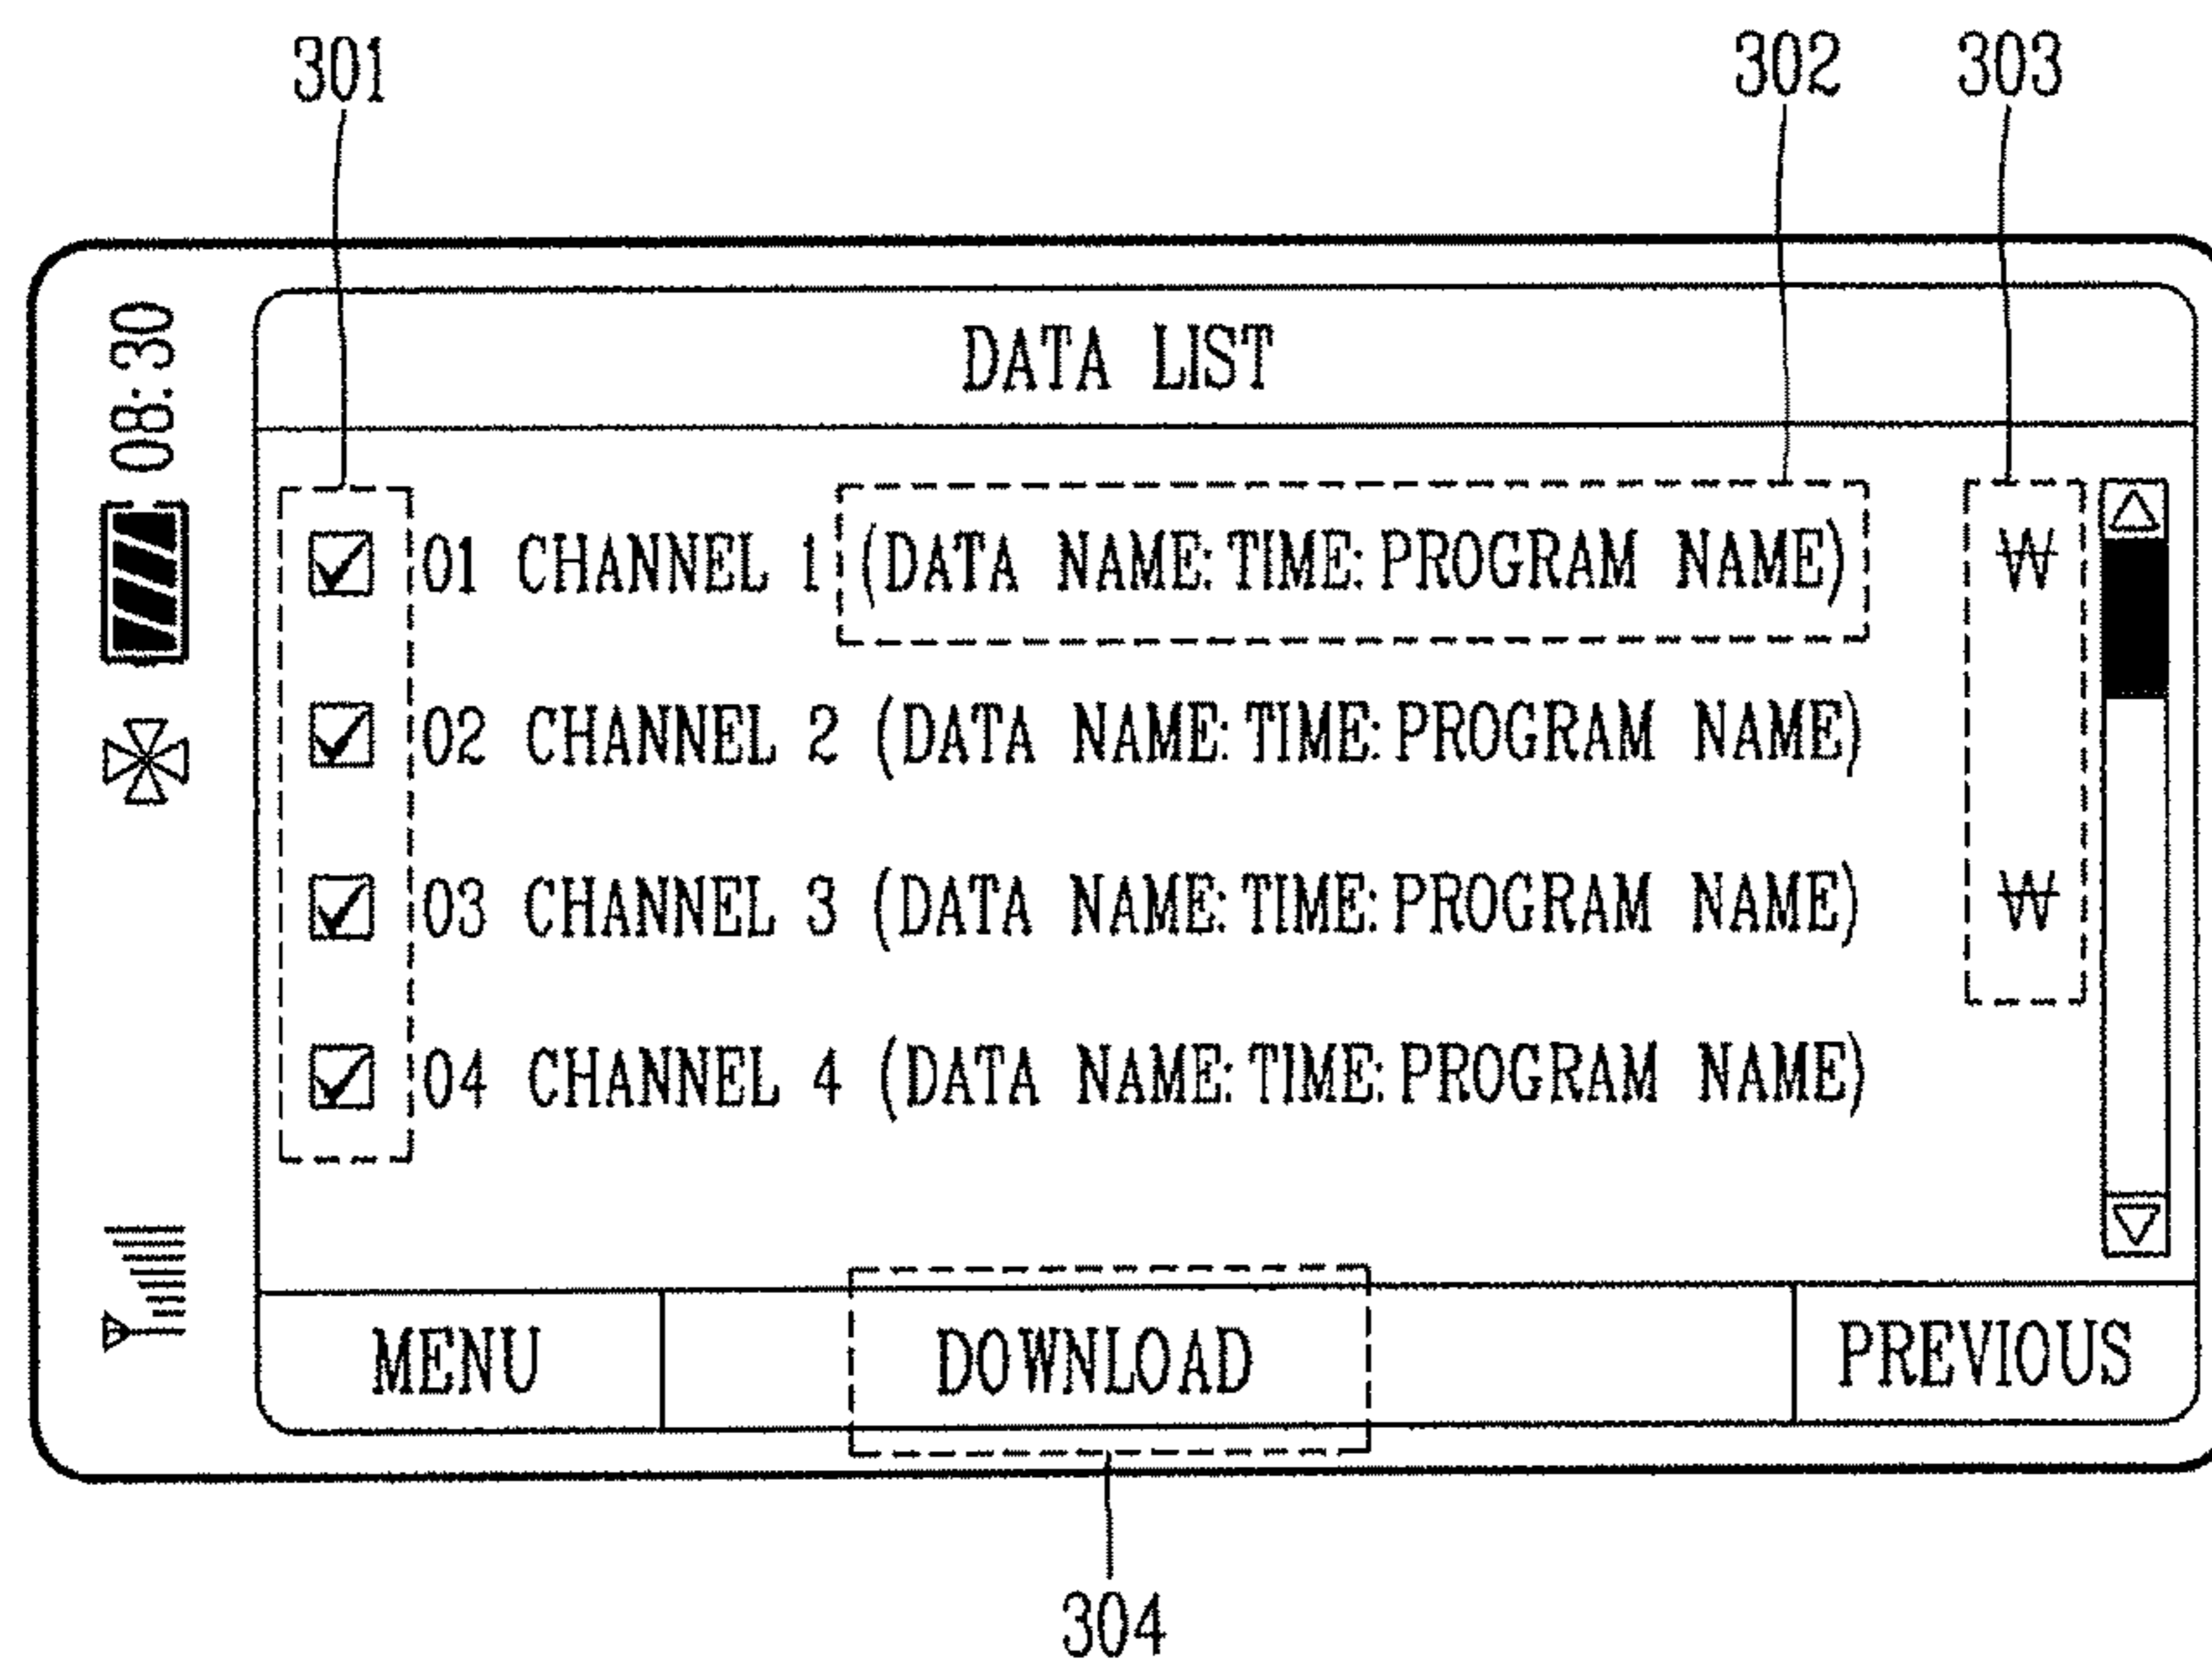 301 302 303
08:30
DATA LIST
01 CHANNEL 1 (DATA NAME:TIME:PROGRAM NAME) ₩
02 CHANNEL 2 (DATA NAME:TIME:PROGRAM NAME)
03 CHANNEL 3 (DATA NAME:TIME:PROGRAM NAME) ₩
04 CHANNEL 4 (DATA NAME:TIME:PROGRAM NAME)
MENU DOWNLOAD PREVIOUS
304